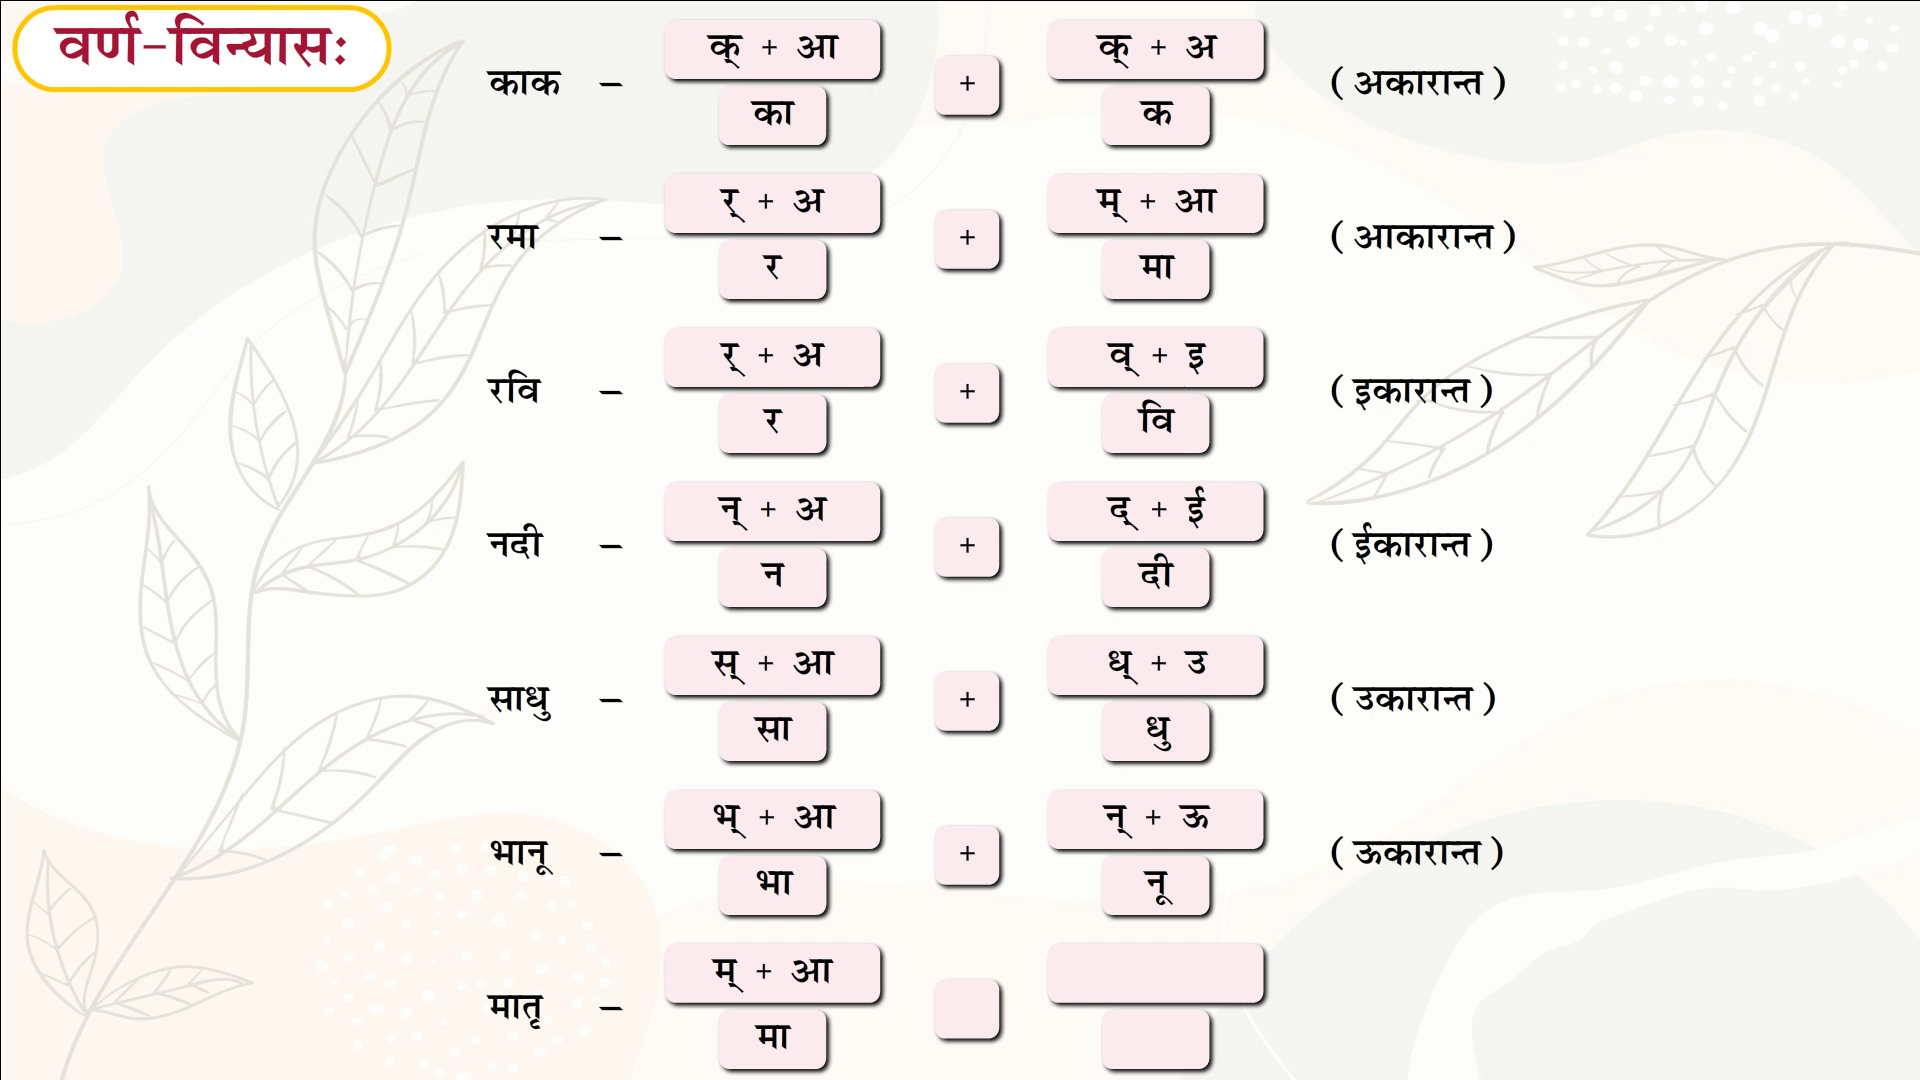 वर्ण-विन्यासः
काक – क् + आ + क् + अ ( अकारान्त )
का क
रमा – र् + अ + म् + आ ( आकारान्त )
र मा
रवि – र् + अ + व् + इ ( इकारान्त )
र वि
नदी – न् + अ + द् + ई ( ईकारान्त )
न दी
साधु – स् + आ + ध् + उ ( उकारान्त )
सा धु
भानू – भ् + आ + न् + ऊ ( ऊकारान्त )
भा नू
मातृ – म् + आ
मा